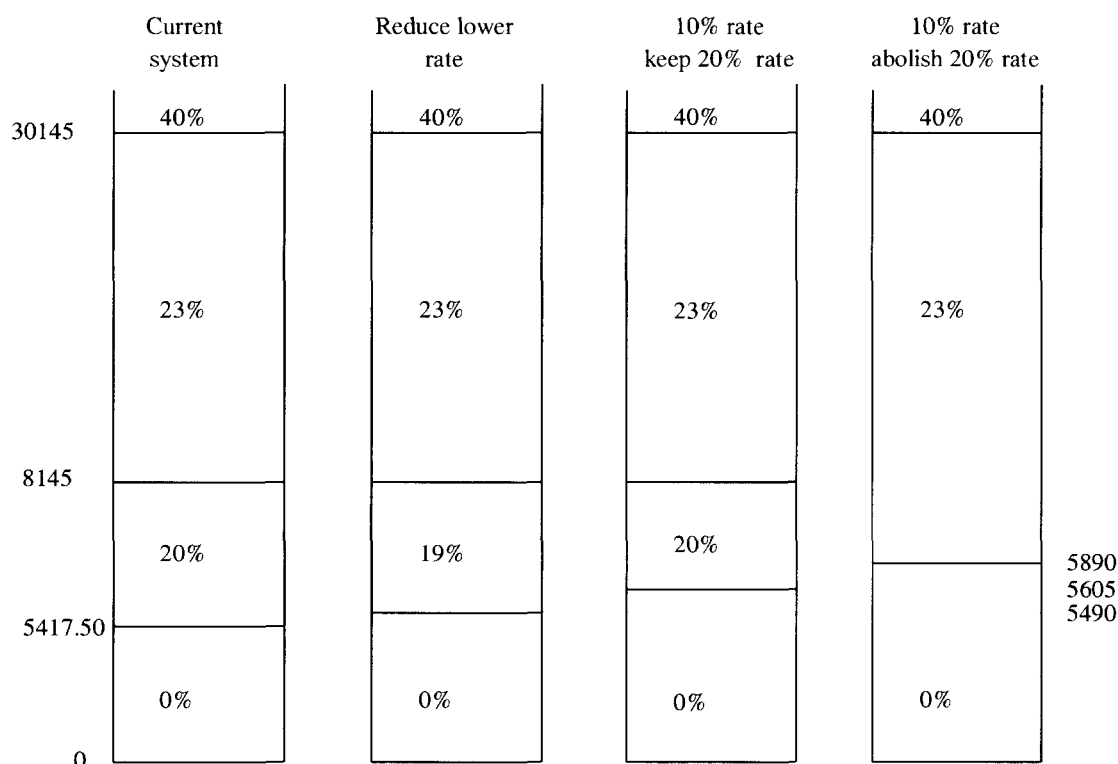 Current
system
Reduce lower
rate
10% rate
keep 20% rate
10% rate
abolish 20% rate
40%
40%
40%
40%
30145
23%
23%
23%
23%
8145
20%
19%
20%
5890
5605
5490
5417.50
0%
0%
0%
0%
0